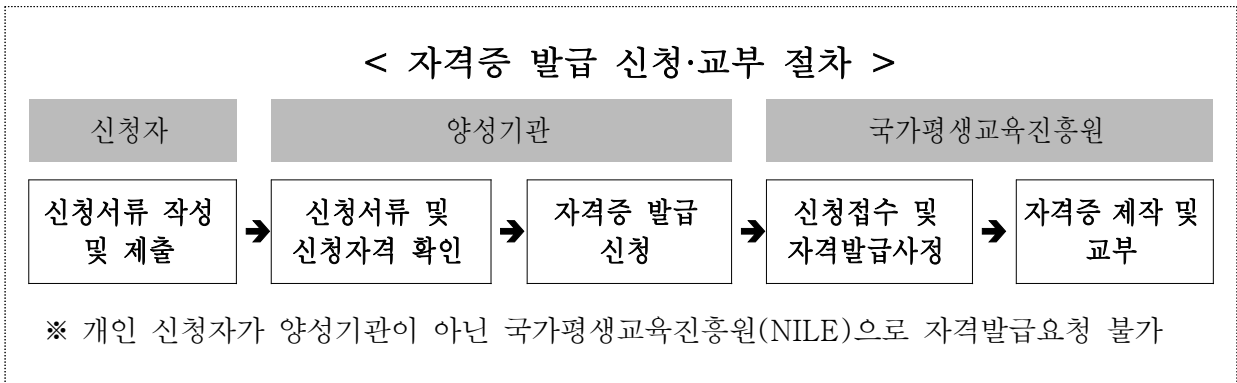 < 자격증 발급 신청·교부 절차 >
신청자
양성기관
국가평생교육진흥원
신청서류 작성
및 제출
➔
신청서류 및
신청자격 확인
➔
자격증 발급
신청
➔
신청접수 및
자격발급사정
➔
자격증 제작 및
교부
※ 개인 신청자가 양성기관이 아닌 국가평생교육진흥원(NILE)으로 자격발급요청 불가